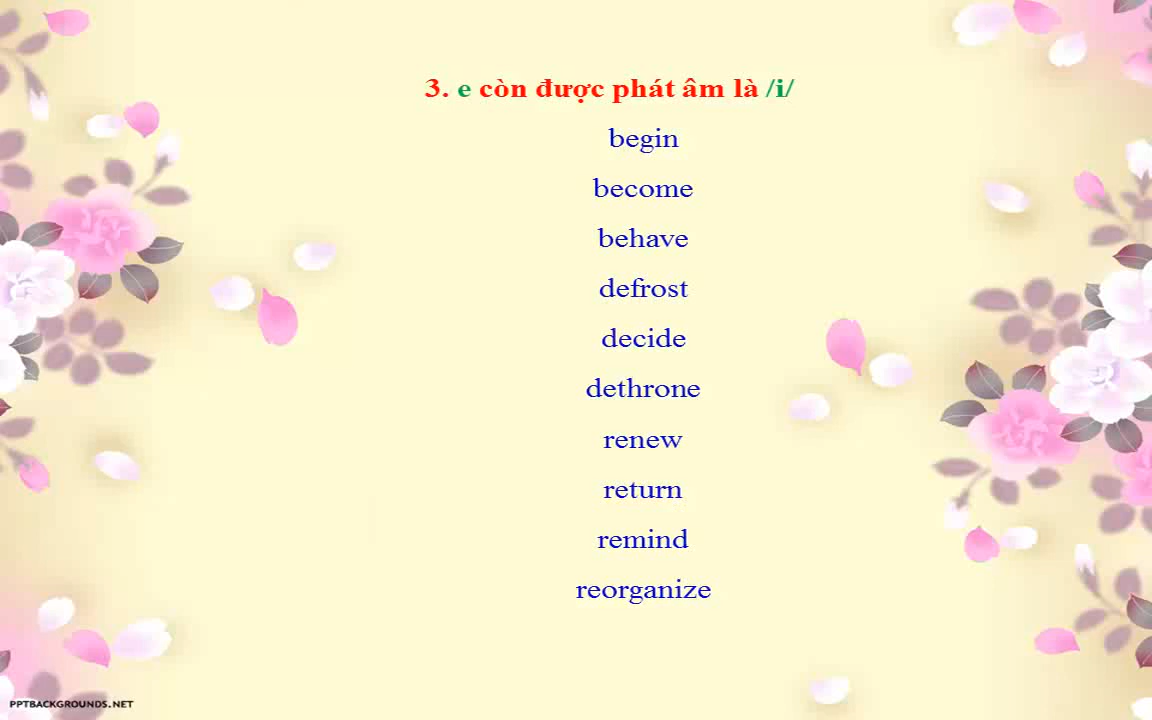 3. e còn được phát âm là /i/
begin
become
behave
defrost
decide
dethrone
renew
return
remind
reorganize
PPTBACKGROUNDS.NET